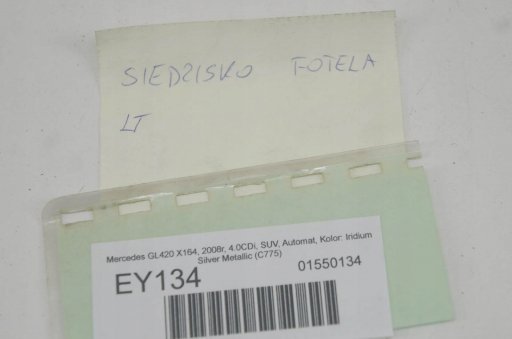 SIEDZISKO FOTELA
LT
Mercedes GL420 X164, 2008r, 4.0CDi, SUV, Automat, Kolor: Iridium
Silver Metallic (C775)
EY134
01550134